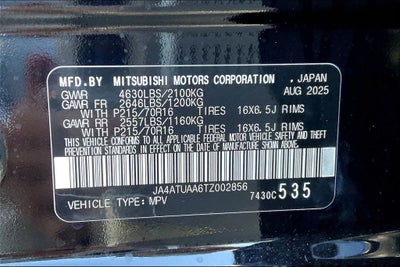 MFD.BY MITSUBISHI MOTORS CORPORATION , JAPAN
GVWR 4630LBS/2100KG AUG 2025
GAWR FR 2646LBS/1200KG
WITH P215/70R16 TIRES 16X6.5J RIMS
GAWR RR 2557LBS/1160KG
WITH P215/70R16 TIRES 16X6.5J RIMS
THIS VEHICLE CONFORMS TO ALL APPLICABLE FEDERAL MOTOR VEHICLE SAFETY
AND THEFT PREVENTION STANDARDS IN EFFECT ON THE DATE OF MANUFACTURE SHOWN ABOVE.
JA4ATUAA6TZ002856
VEHICLE TYPE: MPV 7430C 535